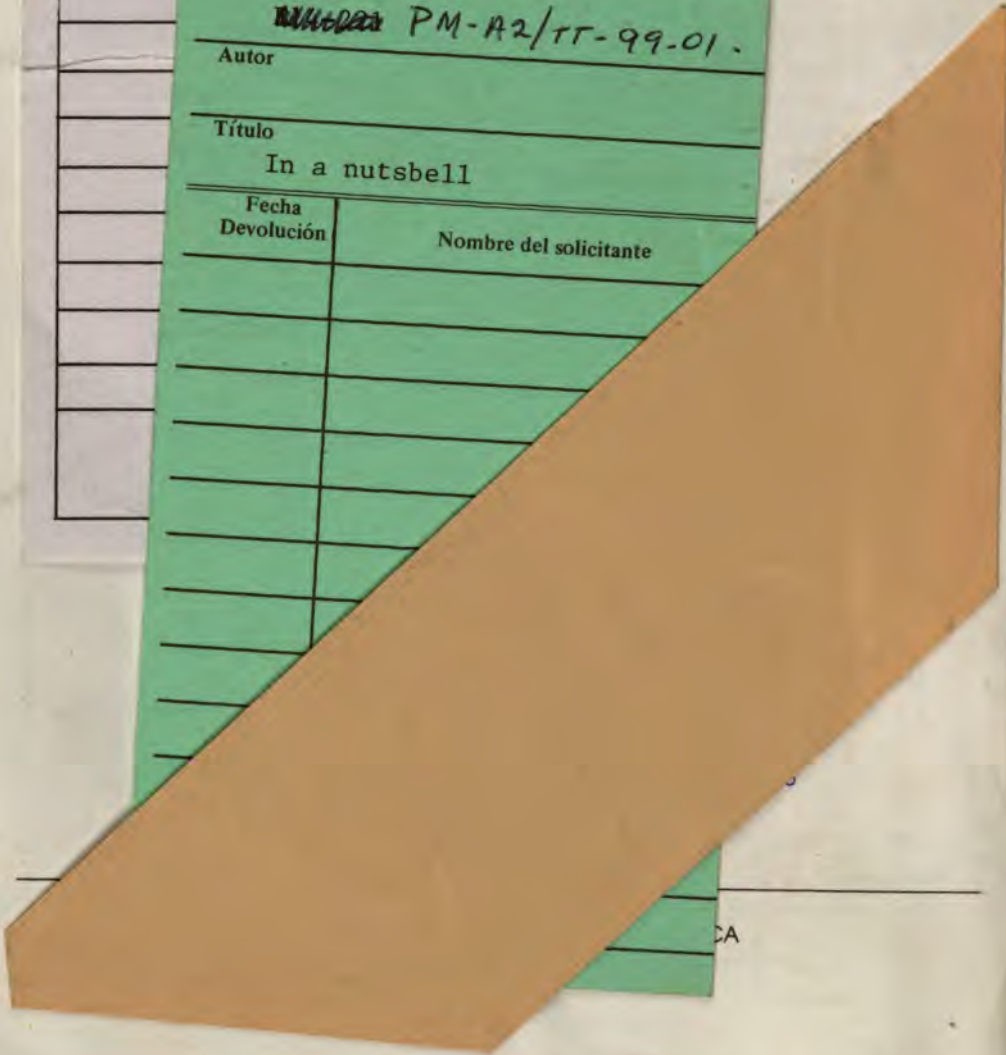 PM-A2/TT-99-01.
Autor
Título
In a nutsbell
Fecha
Devolución
Nombre del solicitante
CA